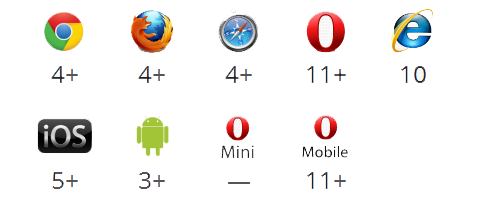 4+ 4+ 4+ 11+ 10
iOS Mini Mobile
5+ 3+ — 11+